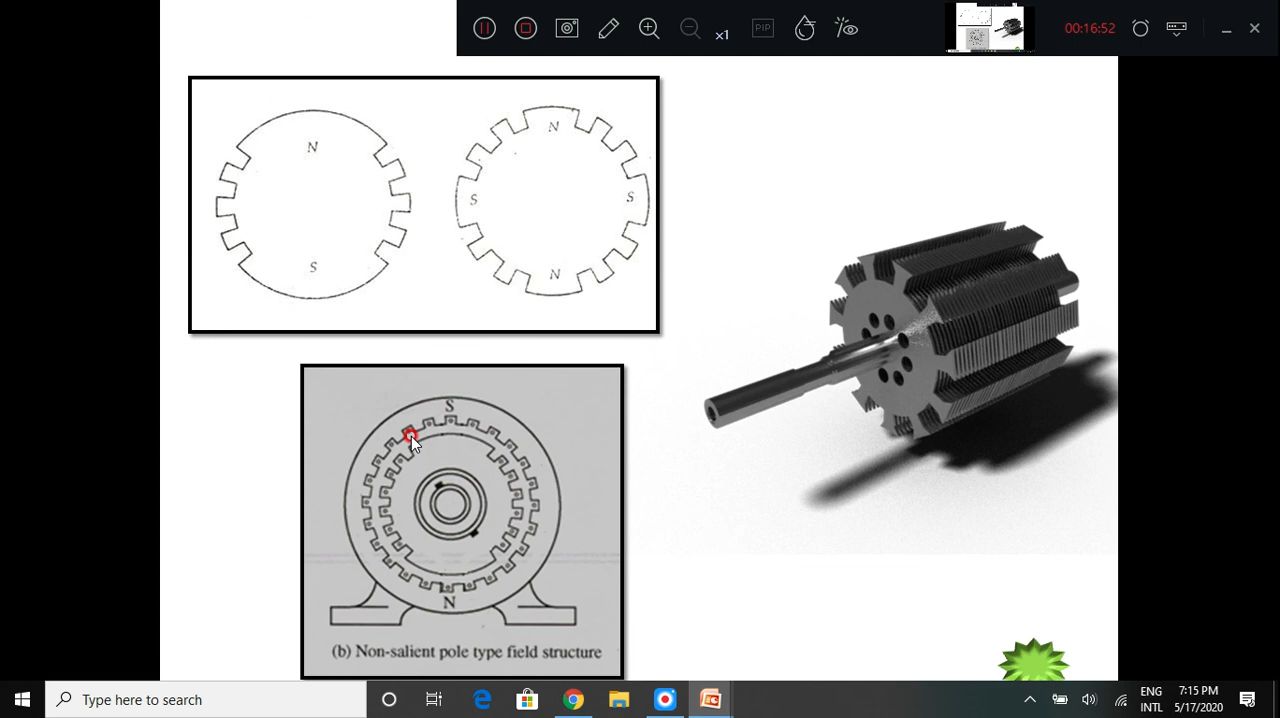 x1
PIP
00:16:52
N
S
N
S
S
N
S
N
(b) Non-salient pole type field structure
Type here to search
ENG
INTL
7:15 PM
5/17/2020